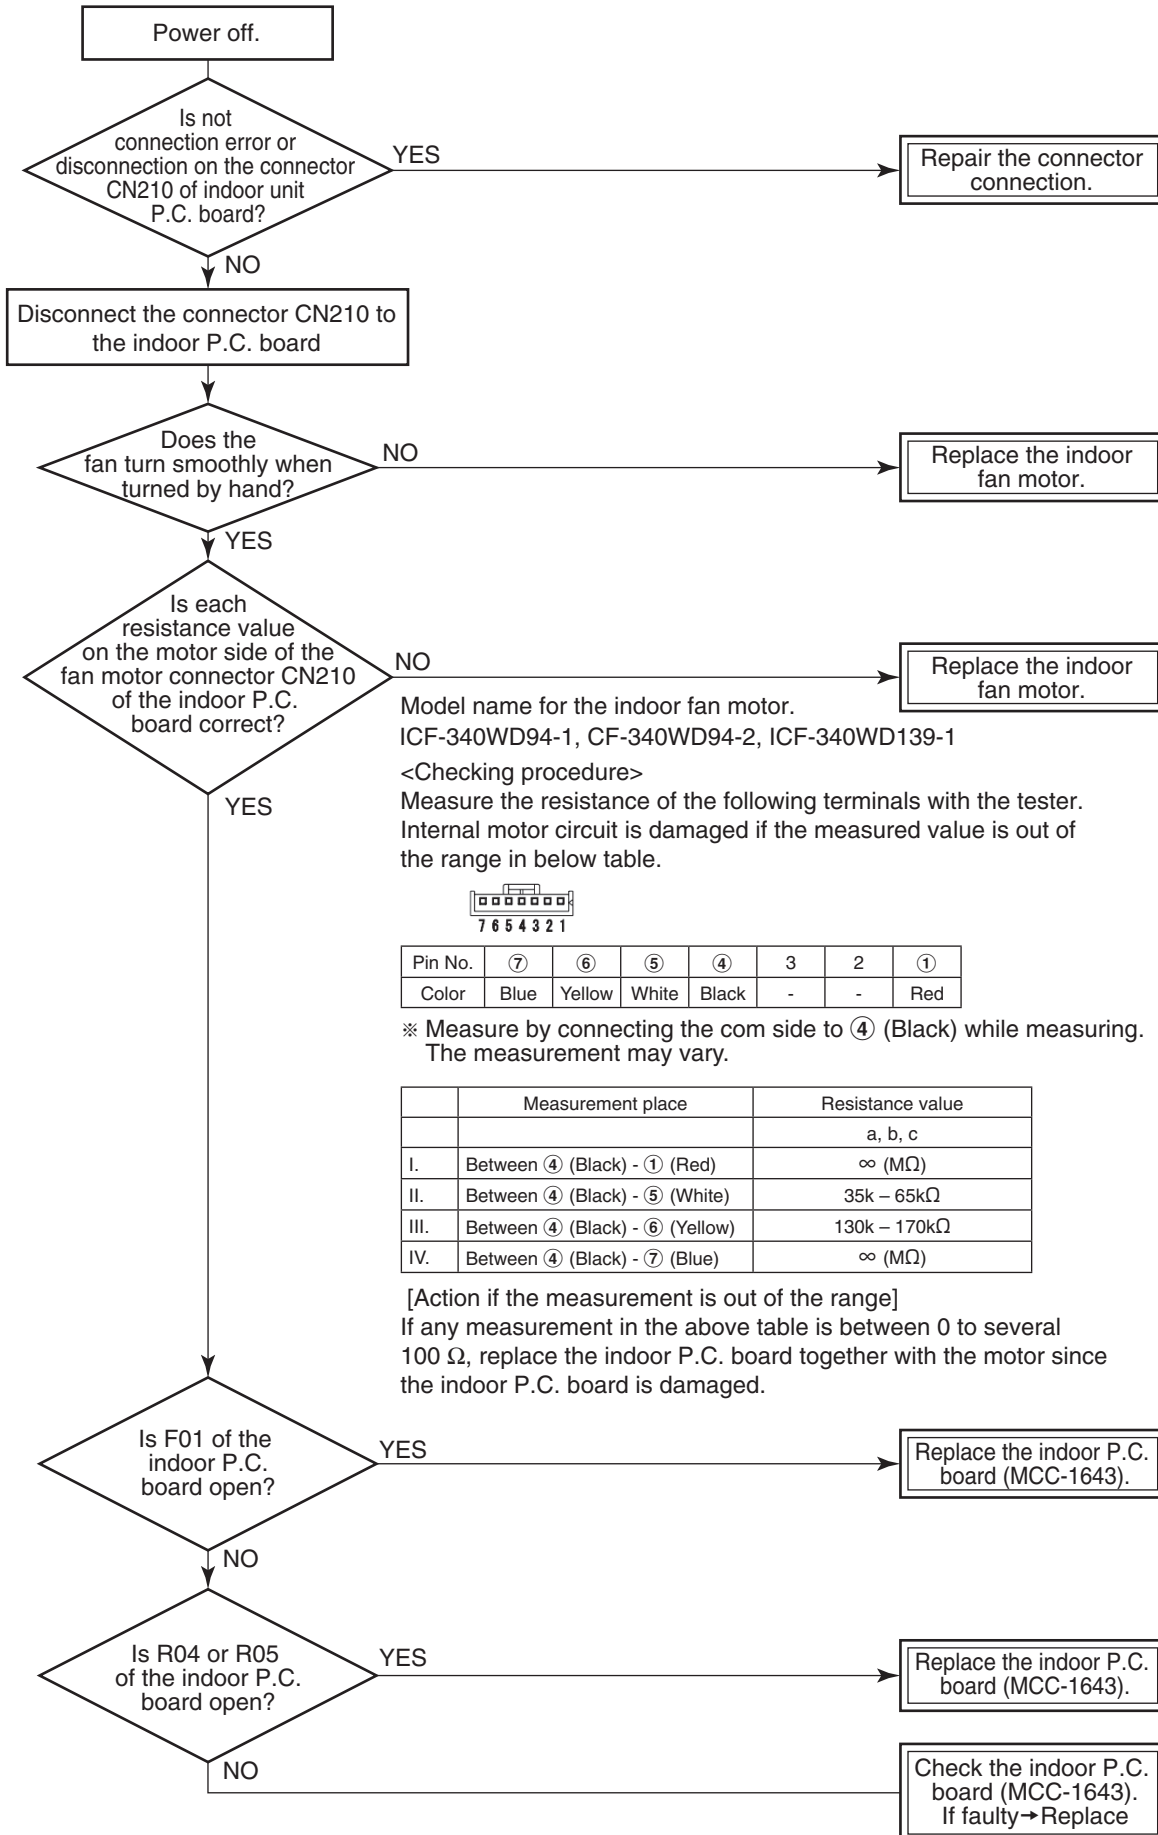 Power off.
Is not
connection error or
disconnection on the connector
CN210 of indoor unit
P.C. board?
YES
Repair the connector
connection.
NO
Disconnect the connector CN210 to
the indoor P.C. board
Does the
fan turn smoothly when
turned by hand?
NO
Replace the indoor
fan motor.
YES
Is each
resistance value
on the motor side of the
fan motor connector CN210
of the indoor P.C.
board correct?
NO
Replace the indoor
fan motor.
YES
Model name for the indoor fan motor.
ICF-340WD94-1, CF-340WD94-2, ICF-340WD139-1
<Checking procedure>
Measure the resistance of the following terminals with the tester.
Internal motor circuit is damaged if the measured value is out of
the range in below table.
7 6 5 4 3 2 1
Pin No. ⑦ ⑥ ⑤ ④ 3 2 ①
Color Blue Yellow White Black - - Red
※ Measure by connecting the com side to ④ (Black) while measuring.
The measurement may vary.
Measurement place Resistance value
a, b, c
I. Between ④ (Black) - ① (Red) ∞ (MΩ)
II. Between ④ (Black) - ⑤ (White) 35k – 65kΩ
III. Between ④ (Black) - ⑥ (Yellow) 130k – 170kΩ
IV. Between ④ (Black) - ⑦ (Blue) ∞ (MΩ)
[Action if the measurement is out of the range]
If any measurement in the above table is between 0 to several
100 Ω, replace the indoor P.C. board together with the motor since
the indoor P.C. board is damaged.
Is F01 of the
indoor P.C.
board open?
YES
Replace the indoor P.C.
board (MCC-1643).
NO
Is R04 or R05
of the indoor P.C.
board open?
YES
Replace the indoor P.C.
board (MCC-1643).
NO
Check the indoor P.C.
board (MCC-1643).
If faulty→Replace